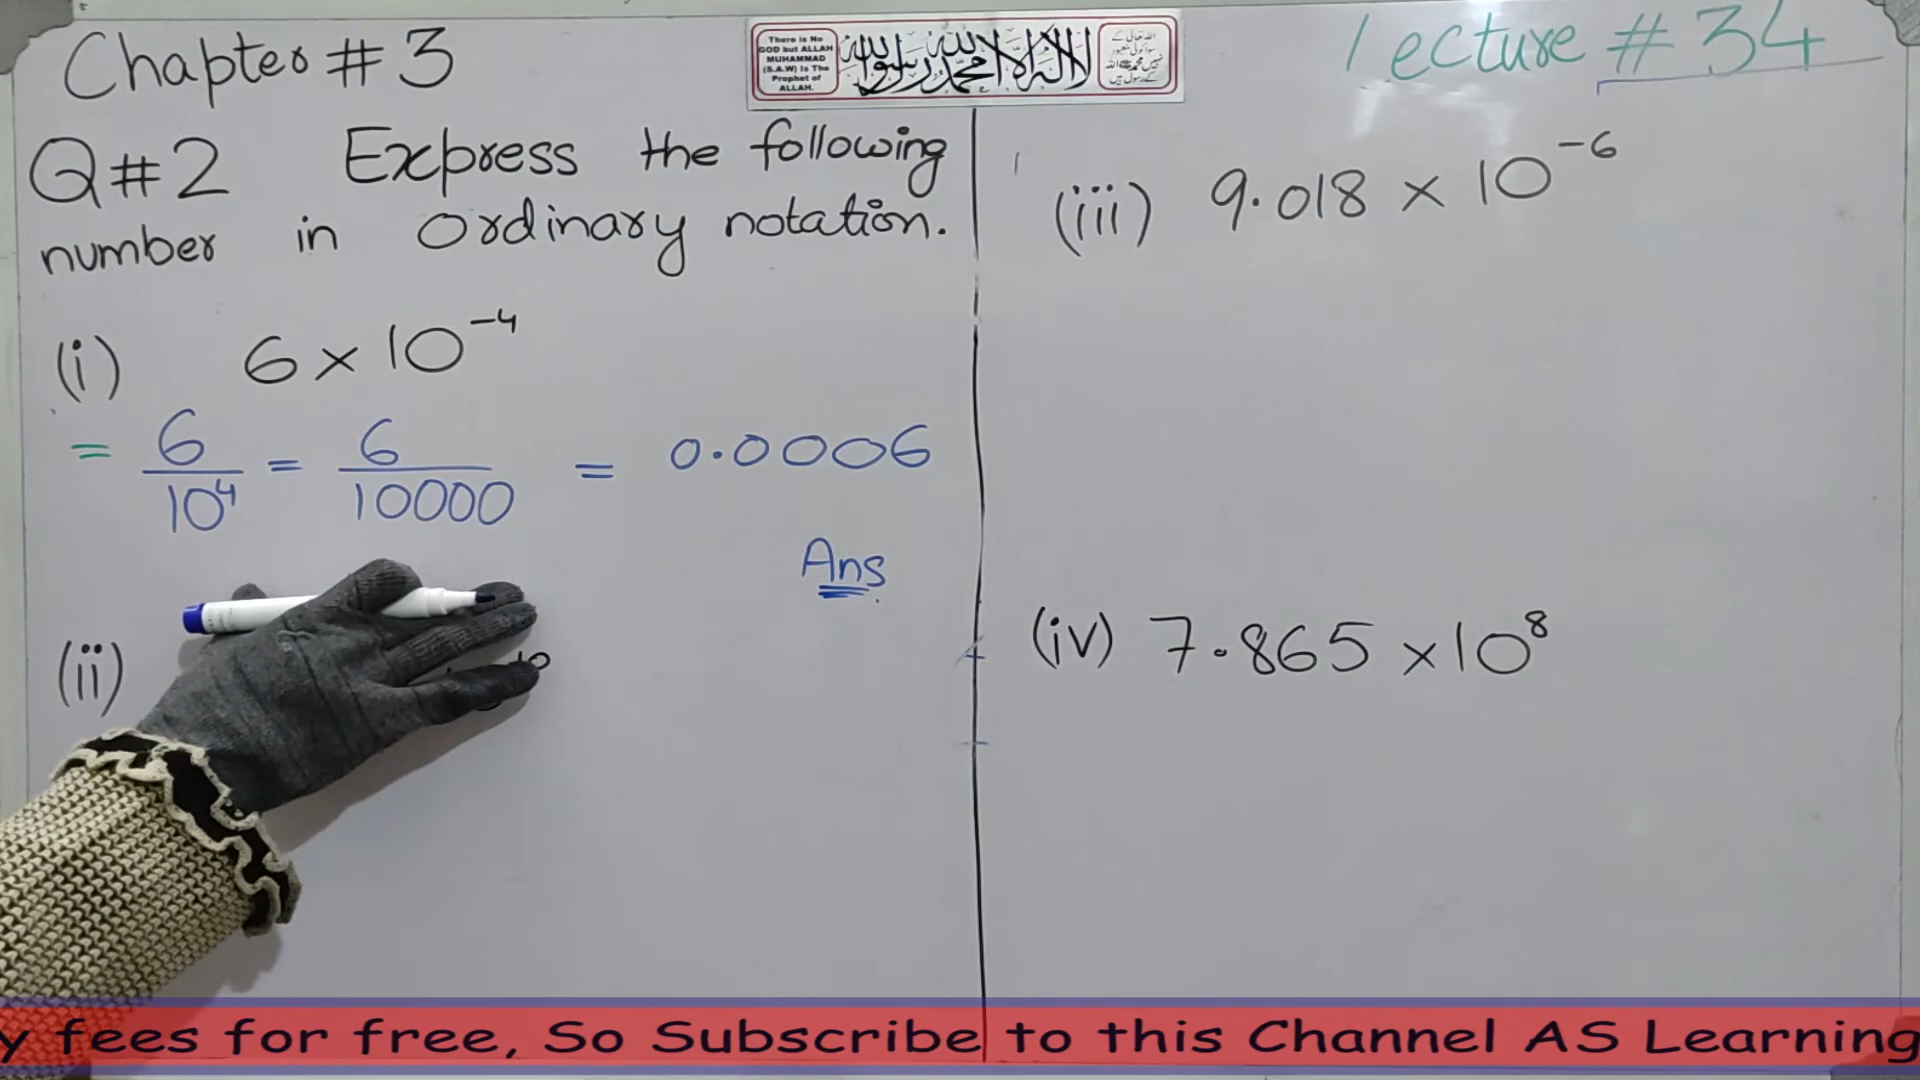 Chapter # 3
There is No
GOD but ALLAH
MUHAMMAD
(S.A.W) is The
Prophet of
ALLAH.
لا اله الا الله محمد رسول الله
Lecture # 34
Q#2 Express the following
number in ordinary notation.
(i) 6 × 10⁻⁴
= 6/10⁴ = 6/10000 = 0.0006
Ans
(ii)
(iii) 9.018 × 10⁻⁶
(iv) 7.865 × 10⁸
y fees for free, So Subscribe to this Channel AS Learning